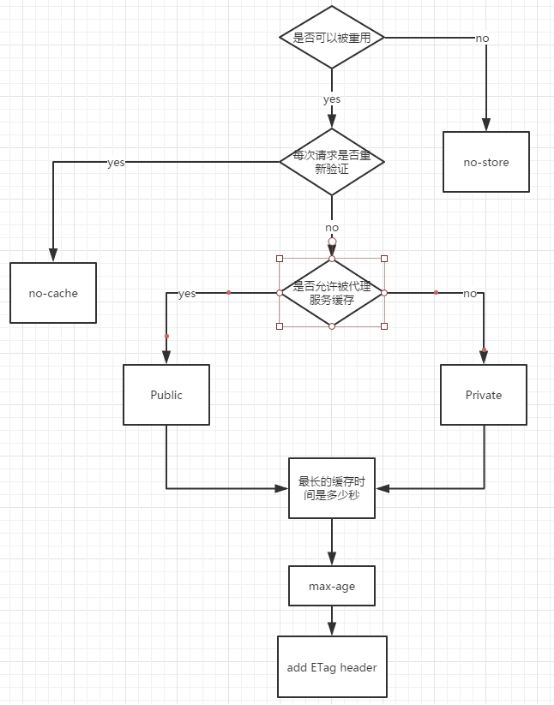 是否可以被重用
no
yes
每次请求是否重
新验证
yes
no-store
no
no-cache
是否允许被代理
服务缓存
yes
no
Public
Private
最长的缓存时
间是多少秒
max-age
add ETag header